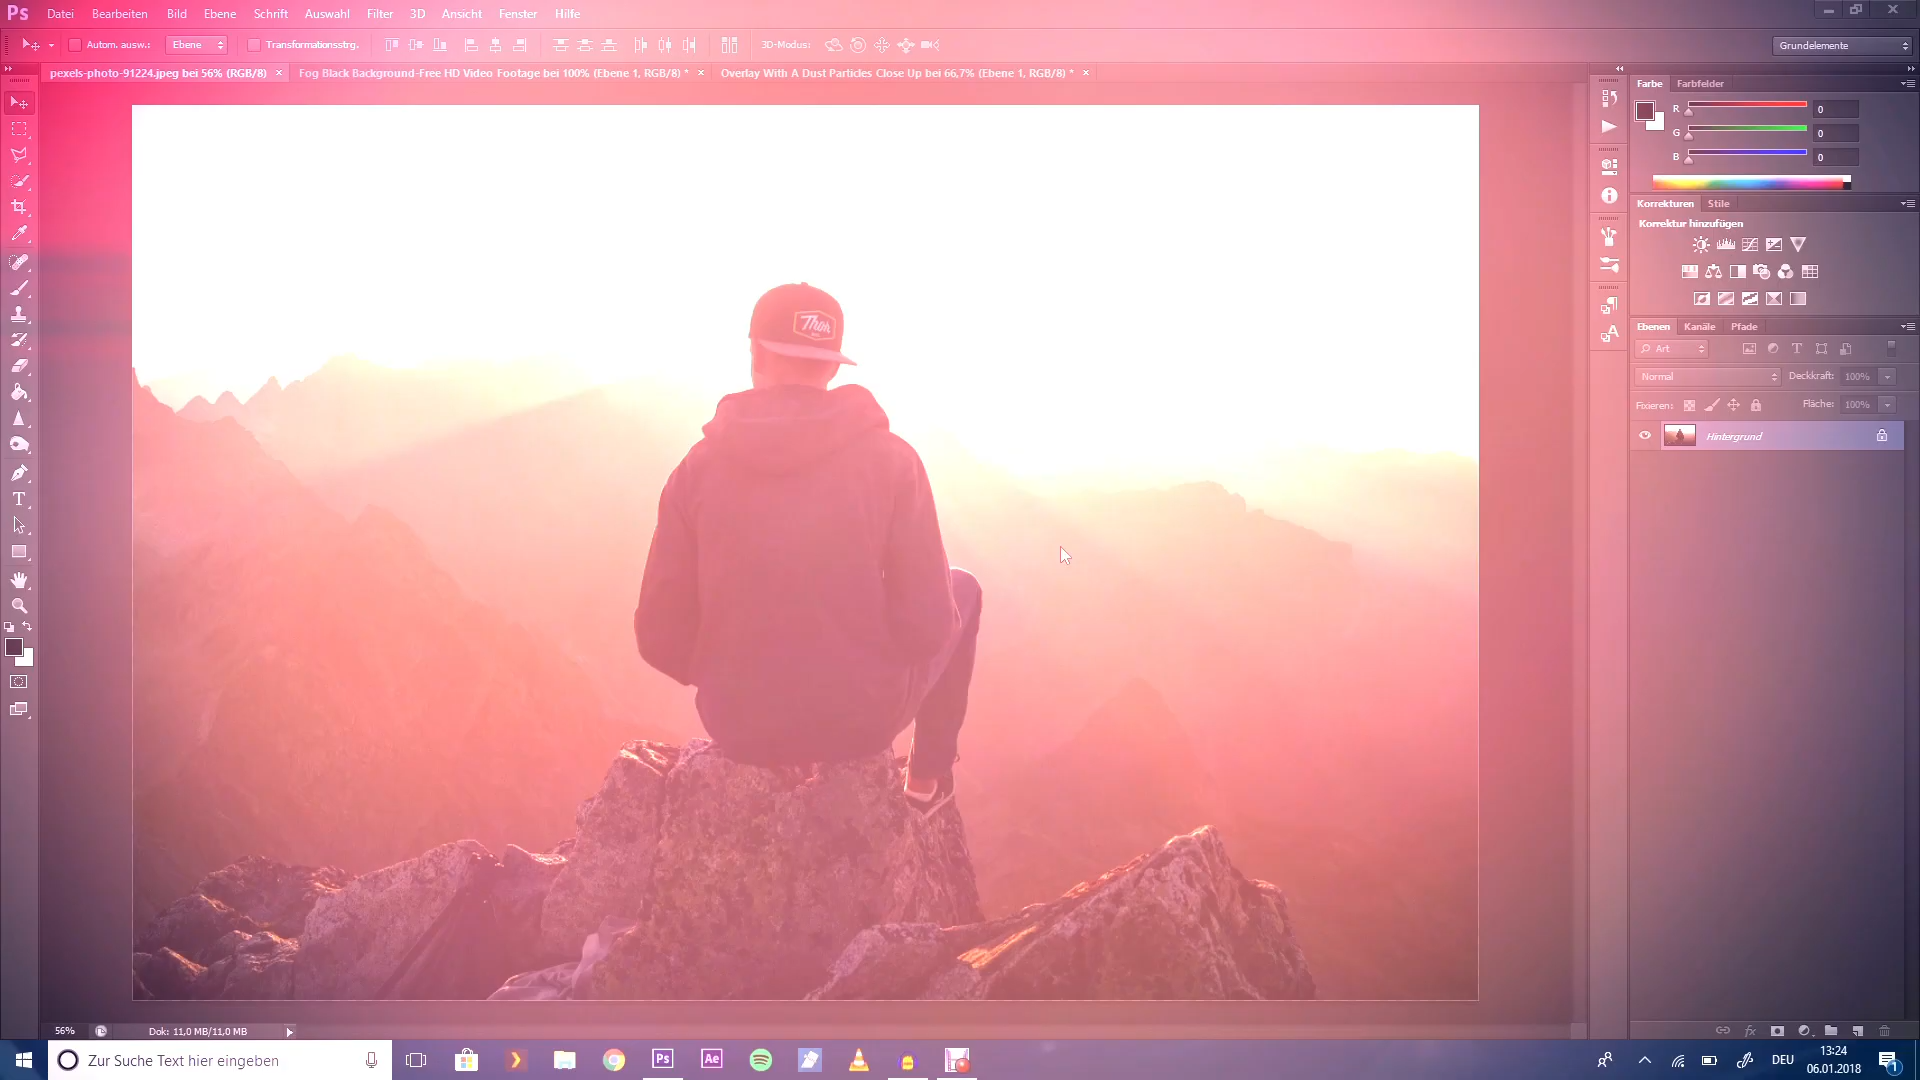 Ps Datei Bearbeiten Bild Ebene Schrift Auswahl Filter 3D Ansicht Fenster Hilfe
Autom. ausw.: Ebene Transformationsstrg. 3D-Modus: Grundelemente
pexels-photo-91224.jpeg bei 56% (RGB/8) × Fog Black Background-Free HD Video Footage bei 100% (Ebene 1, RGB/8) * × Overlay With A Dust Particles Close Up bei 66,7% (Ebene 1, RGB/8) * ×
Farbe Farbfelder
R 0
G 0
B 0
Korrekturen Stile
Korrektur hinzufügen
Thor
Ebenen Kanäle Pfade
Art
Normal Deckkraft: 100%
Fixieren: Fläche: 100%
Hintergrund
56% Dok: 11,0 MB/11,0 MB
Zur Suche Text hier eingeben
Ps Ae
DEU 13:24
06.01.2018
1